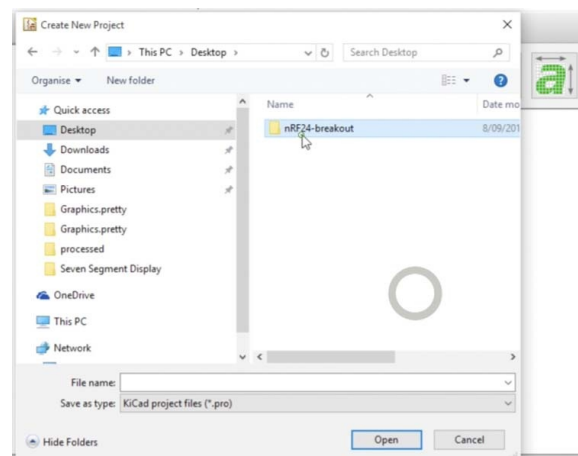 Create New Project
This PC > Desktop >
Search Desktop
Organise
New folder
Name
Date mo
Quick access
Desktop
Downloads
Documents
Pictures
Graphics.pretty
Graphics.pretty
processed
Seven Segment Display
OneDrive
This PC
Network
nRF24-breakout
8/09/201
File name:
Save as type: KiCad project files (*.pro)
Hide Folders
Open
Cancel
a